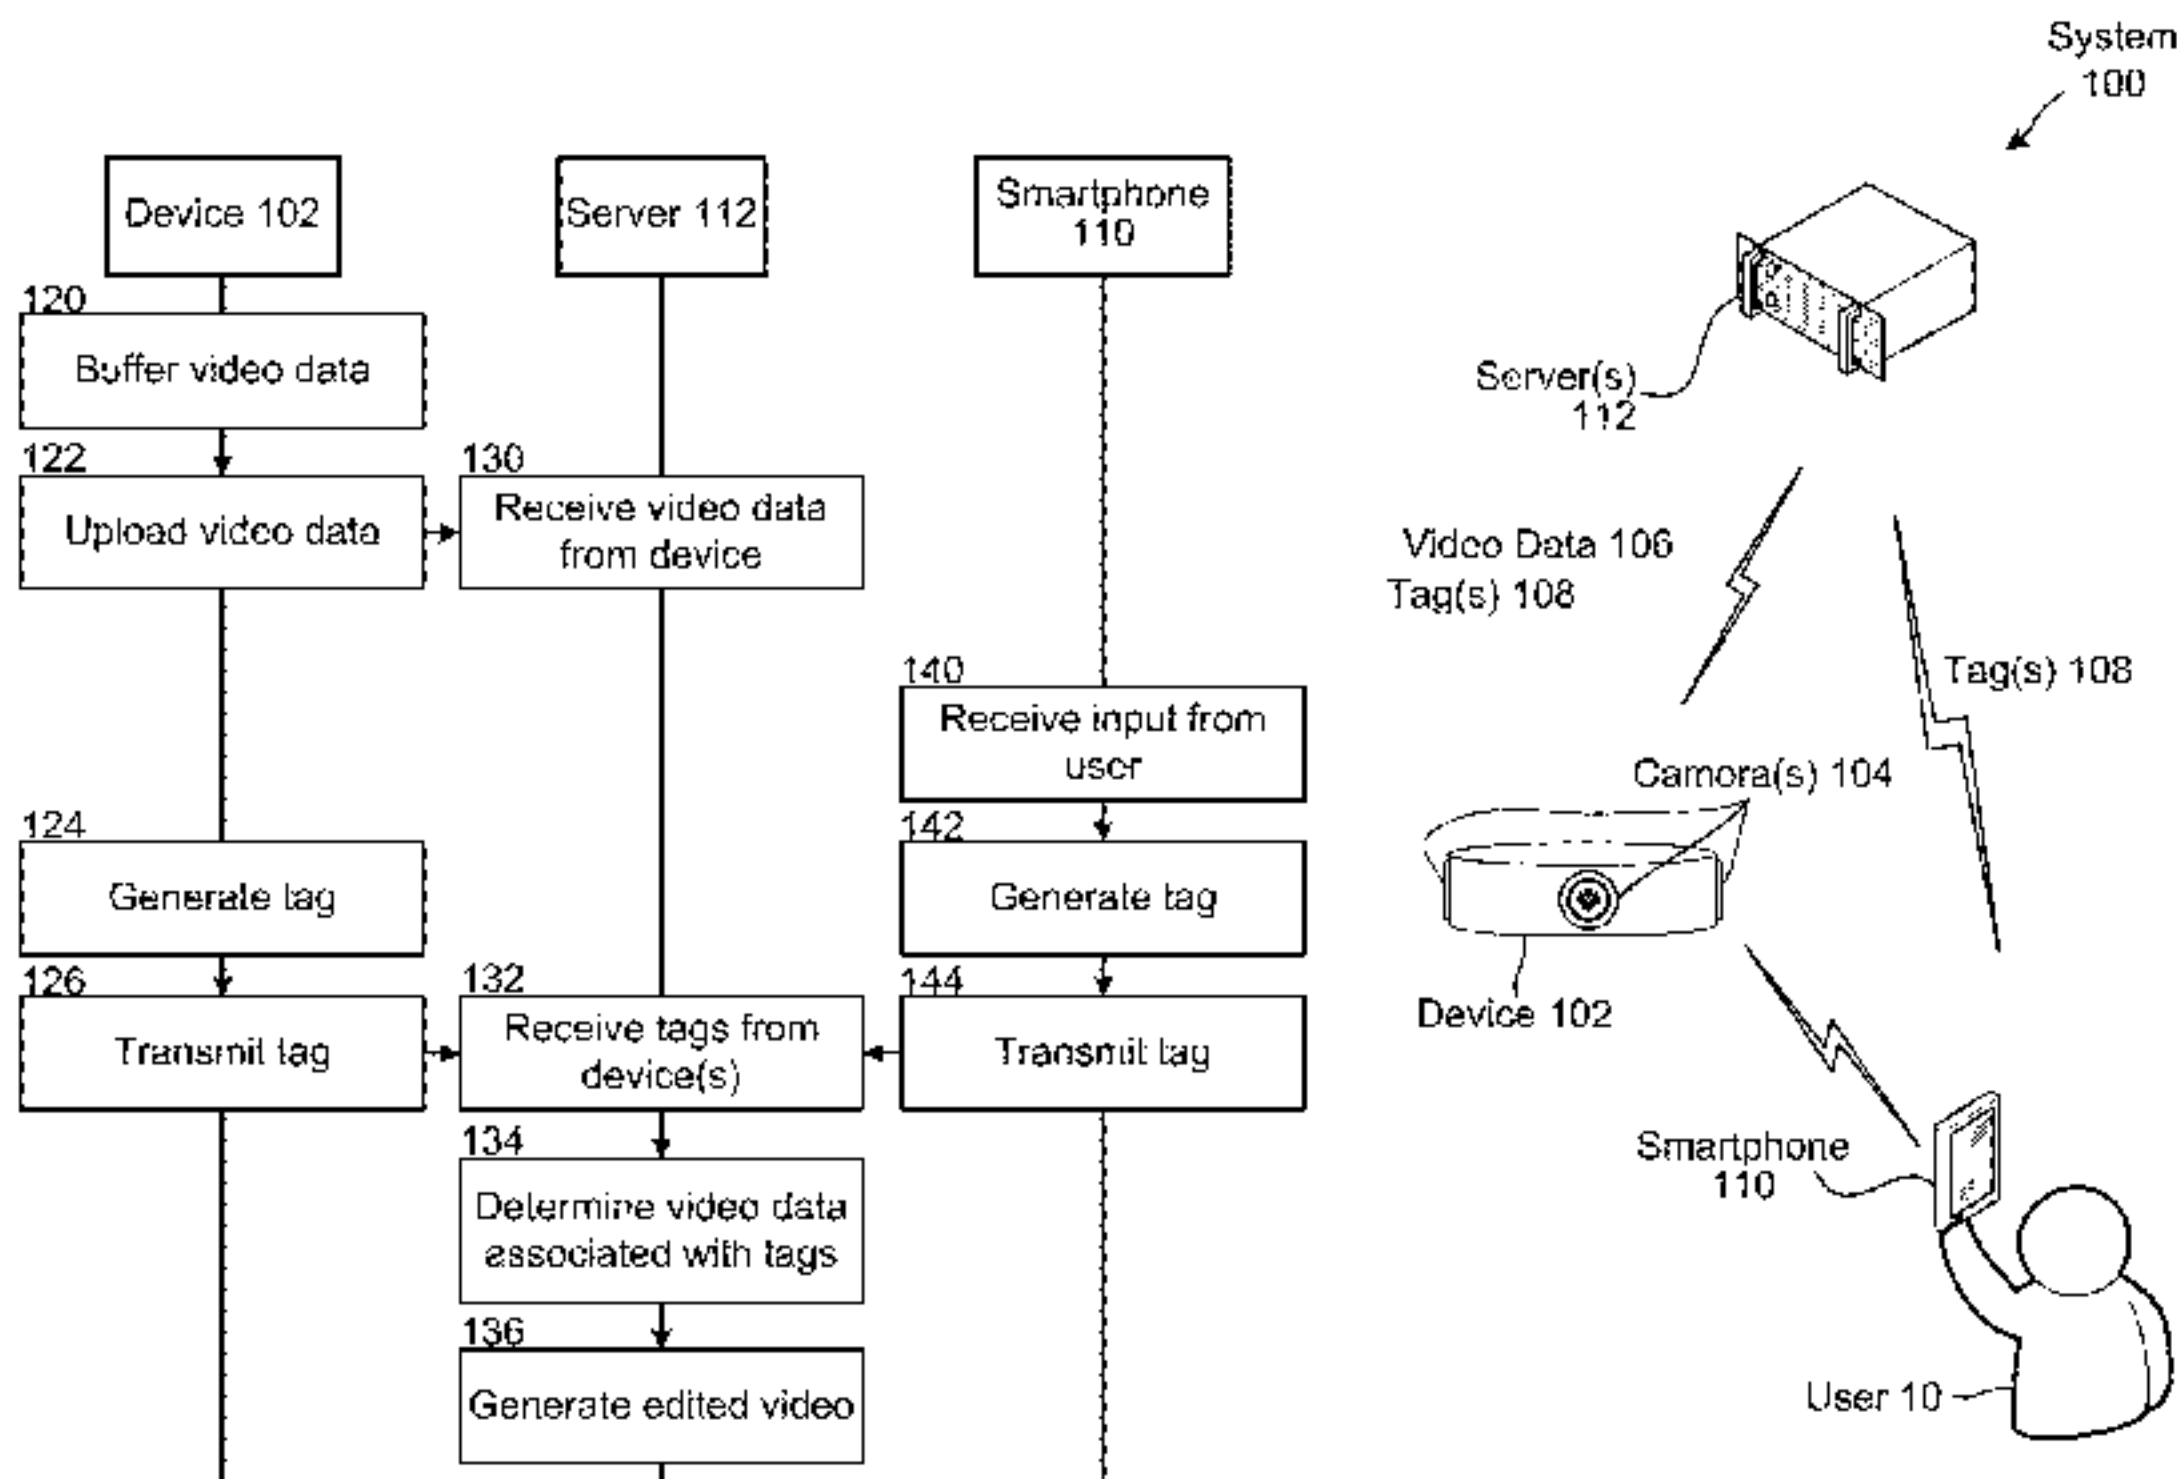 System
100
Device 102
Server 112
Smartphone
110
120
Buffer video data
122
Upload video data
130
Receive video data
from device
140
Receive input from
user
124
Generate tag
142
Generate tag
126
Transmit tag
132
Receive tags from
device(s)
144
Transmit tag
134
Determine video data
associated with tags
136
Generate edited video
Server(s)
112
Video Data 106
Tag(s) 108
Tag(s) 108
Camera(s) 104
Device 102
Smartphone
110
User 10